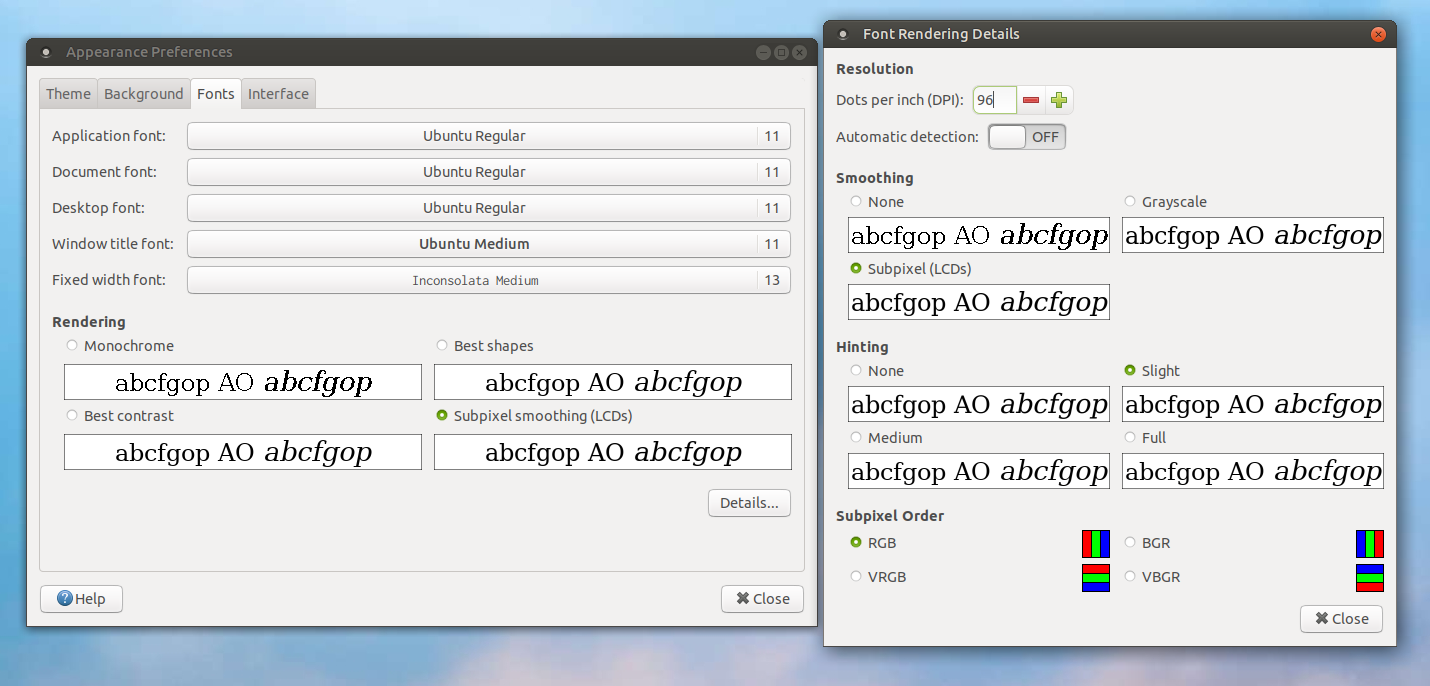 Appearance Preferences
Theme Background Fonts Interface
Application font: Ubuntu Regular 11
Document font: Ubuntu Regular 11
Desktop font: Ubuntu Regular 11
Window title font: Ubuntu Medium 11
Fixed width font: Inconsolata Medium 13
Rendering
Monochrome Best shapes
abcfgop AO abcfgop abcfgop AO abcfgop
Best contrast Subpixel smoothing (LCDs)
abcfgop AO abcfgop abcfgop AO abcfgop
Details...
Help Close
Font Rendering Details
Resolution
Dots per inch (DPI): 96
Automatic detection: OFF
Smoothing
None Grayscale
abcfgop AO abcfgop abcfgop AO abcfgop
Subpixel (LCDs)
abcfgop AO abcfgop
Hinting
None Slight
abcfgop AO abcfgop abcfgop AO abcfgop
Medium Full
abcfgop AO abcfgop abcfgop AO abcfgop
Subpixel Order
RGB BGR
VRGB VBGR
Close